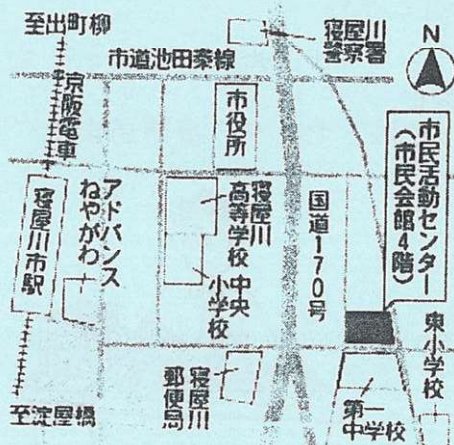 至出町柳
寝屋川
警察署
N
市道池田秦線
京阪電車
市役所
市民活動センター
(市民会館4階)
アドバンス
ねやがわ
寝屋川
高等学校
中央
小学校
国道170号
寝屋川市駅
東小学校
寝屋川
郵便局
第一
中学校
至淀屋橋